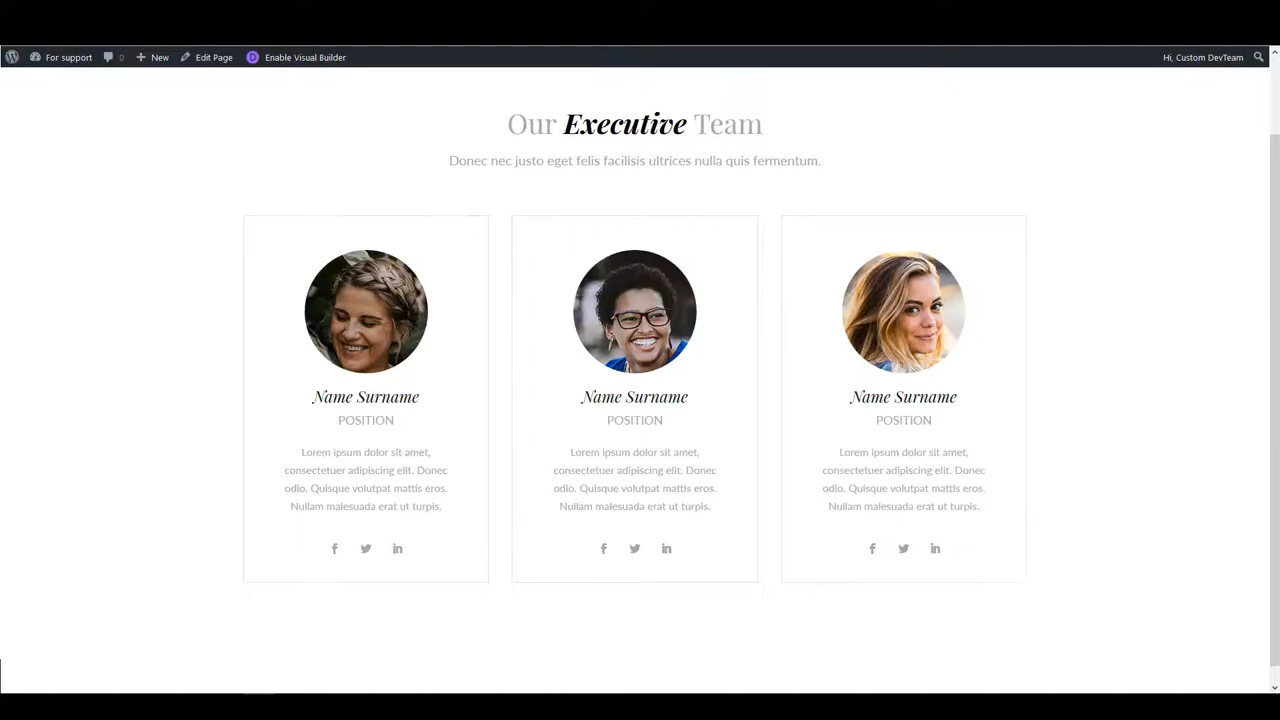 For support 0 New Edit Page D Enable Visual Builder Hi, Custom DevTeam
Our Executive Team
Donec nec justo eget felis facilisis ultrices nulla quis fermentum.
Name Surname
POSITION
Lorem ipsum dolor sit amet,
consectetuer adipiscing elit. Donec
odio. Quisque volutpat mattis eros.
Nullam malesuada erat ut turpis.
Name Surname
POSITION
Lorem ipsum dolor sit amet,
consectetuer adipiscing elit. Donec
odio. Quisque volutpat mattis eros.
Nullam malesuada erat ut turpis.
Name Surname
POSITION
Lorem ipsum dolor sit amet,
consectetuer adipiscing elit. Donec
odio. Quisque volutpat mattis eros.
Nullam malesuada erat ut turpis.